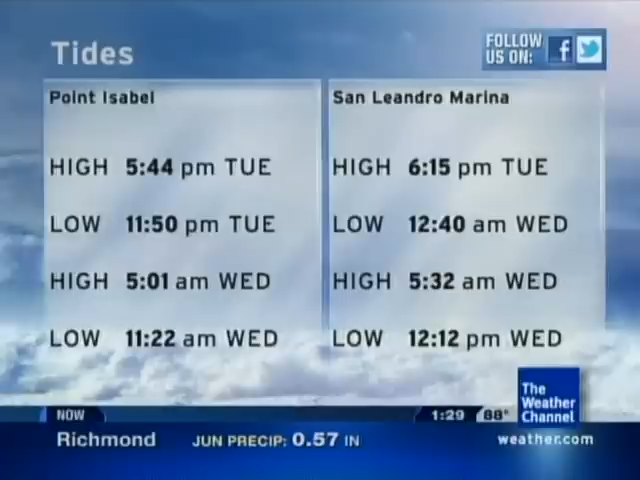 Tides
FOLLOW
US ON:
Point Isabel
HIGH 5:44 pm TUE
LOW 11:50 pm TUE
HIGH 5:01 am WED
LOW 11:22 am WED
San Leandro Marina
HIGH 6:15 pm TUE
LOW 12:40 am WED
HIGH 5:32 am WED
LOW 12:12 pm WED
The
Weather
Channel
NOW
1:29 88°
Richmond JUN PRECIP: 0.57 IN
weather.com